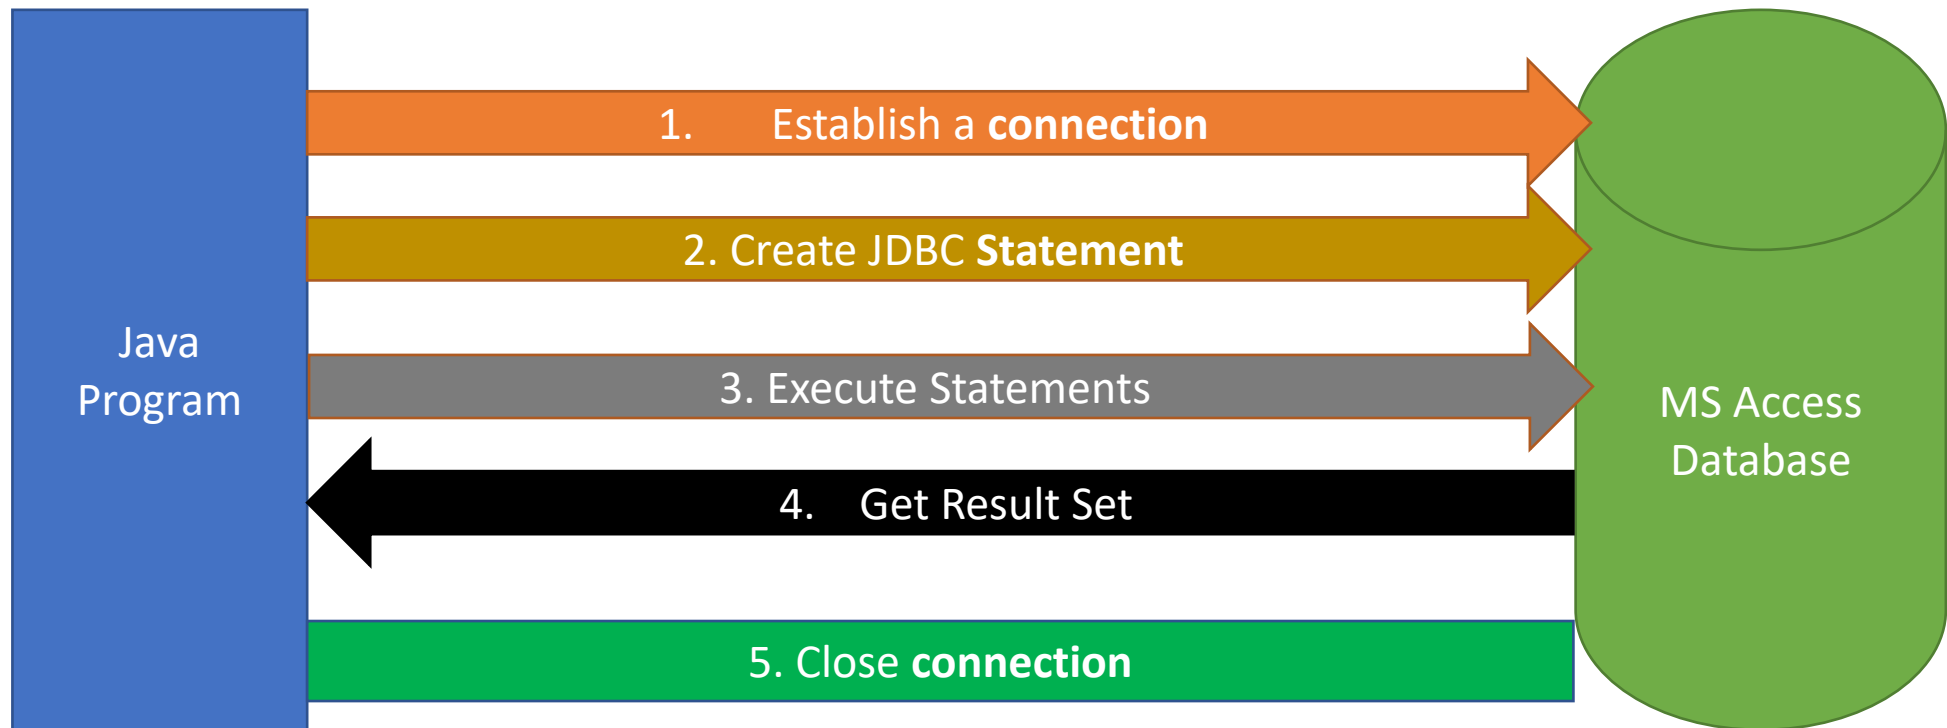 Java
Program
1. Establish a connection
2. Create JDBC Statement
3. Execute Statements
4. Get Result Set
5. Close connection
MS Access
Database